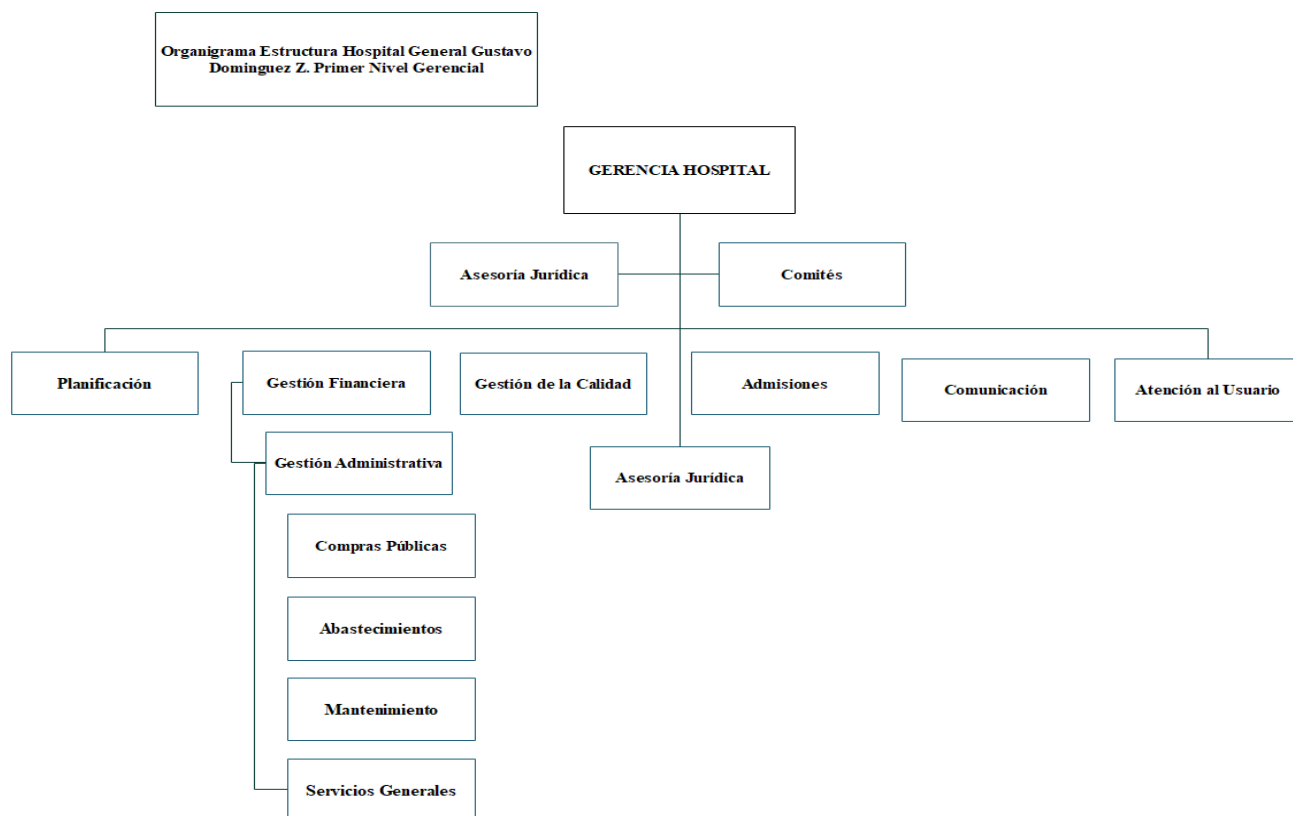 Organigrama Estructura Hospital General Gustavo
Dominguez Z. Primer Nivel Gerencial
GERENCIA HOSPITAL
Asesoría Jurídica
Comités
Planificación
Gestión Financiera
Gestión de la Calidad
Admisiones
Comunicación
Atención al Usuario
Gestión Administrativa
Asesoría Jurídica
Compras Públicas
Abastecimientos
Mantenimiento
Servicios Generales